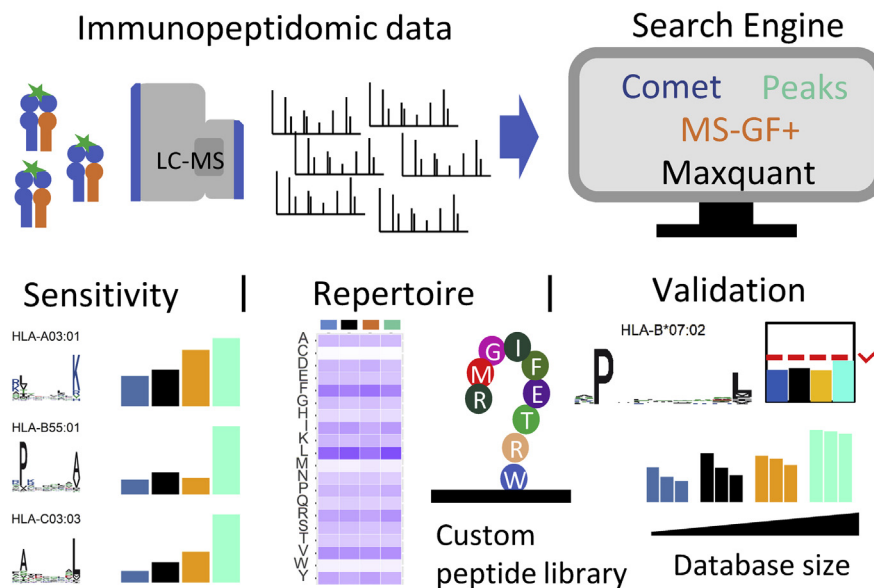 Immunopeptidomic data
Search Engine
LC-MS
Comet Peaks
MS-GF+
Maxquant
Sensitivity
Repertoire
Validation
HLA-A03:01
K
HLA-B55:01
P
A
HLA-C03:03
A
L
A
C
D
E
F
G
H
I
K
L
M
N
P
Q
R
S
T
V
W
Y
G
I
M
F
R
E
T
R
W
Custom
peptide library
HLA-B*07:02
P
L
Database size